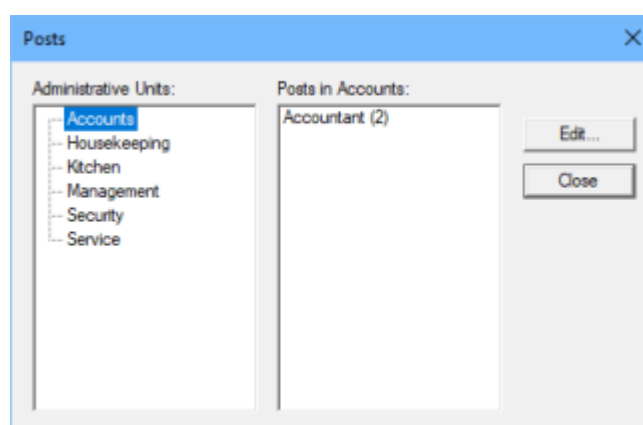 Posts
Administrative Units:
Accounts
Housekeeping
Kitchen
Management
Security
Service
Posts in Accounts:
Accountant (2)
Edit...
Close